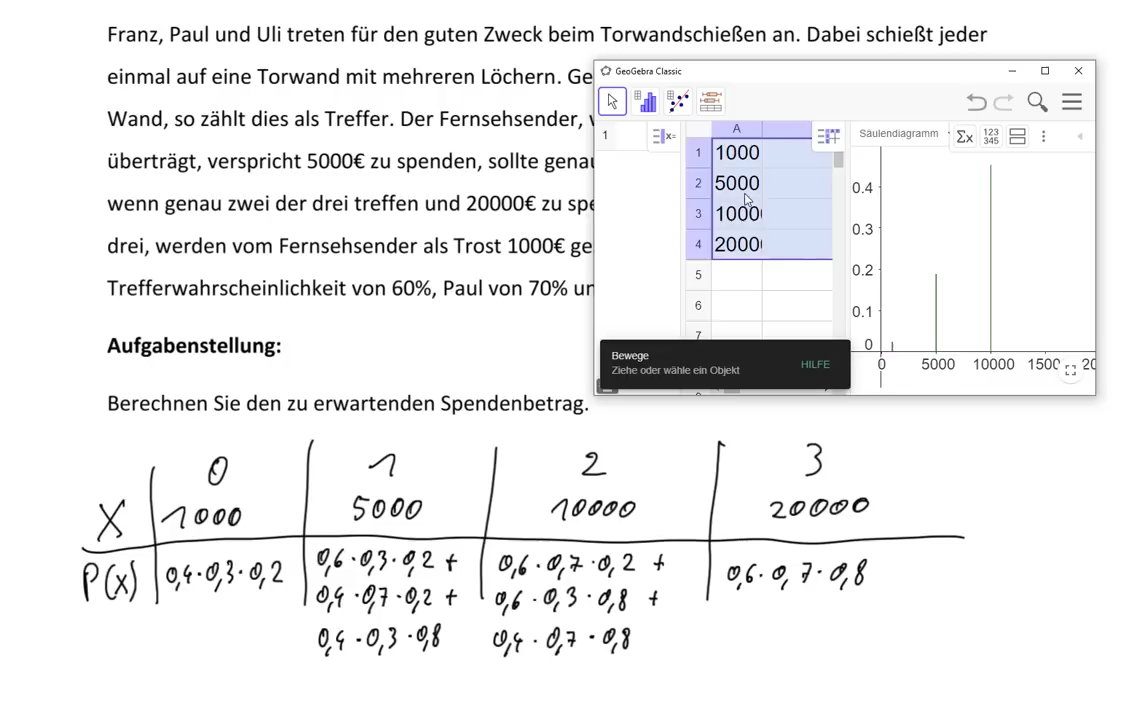 Franz, Paul und Uli treten für den guten Zweck beim Torwandschießen an. Dabei schießt jeder
einmal auf eine Torwand mit mehreren Löchern. Ge
Wand, so zählt dies als Treffer. Der Fernsehsender,
überträgt, verspricht 5000€ zu spenden, sollte genau
wenn genau zwei der drei treffen und 20000€ zu spe
drei, werden vom Fernsehsender als Trost 1000€ ge
Trefferwahrscheinlichkeit von 60%, Paul von 70% un
Aufgabenstellung:
Berechnen Sie den zu erwartenden Spendenbetrag.
GeoGebra Classic
1
A
Säulendiagramm
Σx
123
345
1 1000
2 5000
3 1000
4 2000
5
6
7
0.4
0.3
0.2
0.1
0
0 5000 10000 1500 20
Bewege
Ziehe oder wähle ein Objekt
HILFE
0 1 2 3
X 1000 5000 10000 20000
P(x) 0,4·0,3·0,2 0,6·0,3·0,2 + 0,6·0,7·0,2 + 0,6·0,7·0,8
0,4·0,7·0,2 + 0,6·0,3·0,8 +
0,4·0,3·0,8 0,4·0,7·0,8